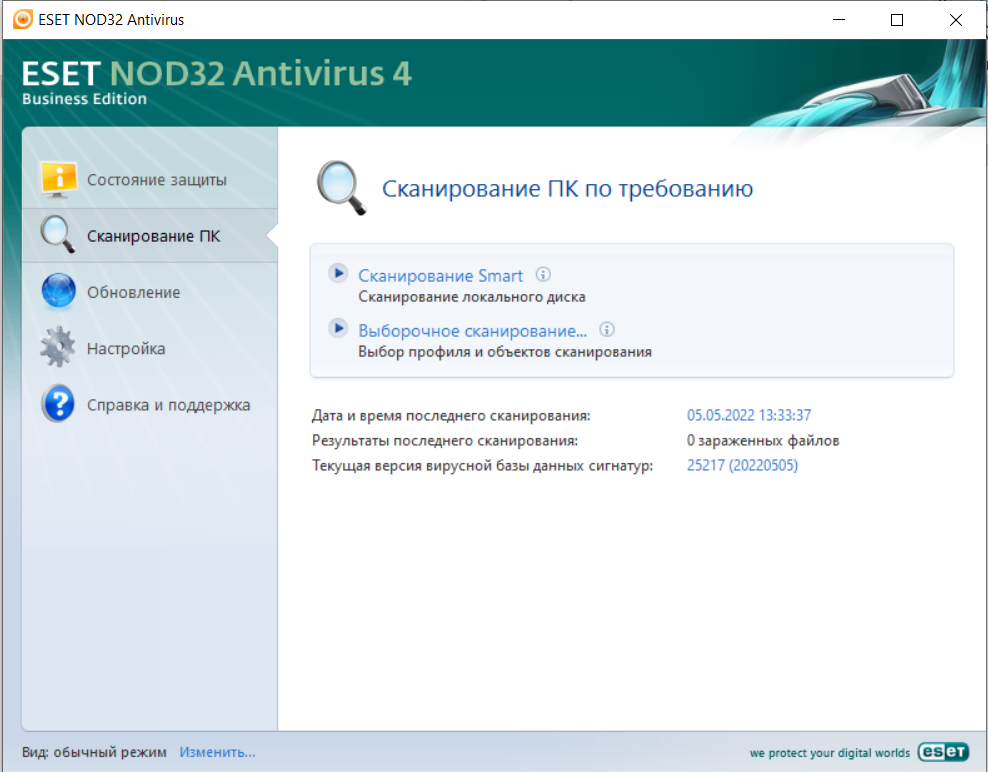 ESET NOD32 Antivirus
ESET NOD32 Antivirus 4
Business Edition
Состояние защиты
Сканирование ПК
Обновление
Настройка
Справка и поддержка
Сканирование ПК по требованию
Сканирование Smart
Сканирование локального диска
Выборочное сканирование...
Выбор профиля и объектов сканирования
Дата и время последнего сканирования: 05.05.2022 13:33:37
Результаты последнего сканирования: 0 зараженных файлов
Текущая версия вирусной базы данных сигнатур: 25217 (20220505)
Вид: обычный режим Изменить...
we protect your digital worlds eseT